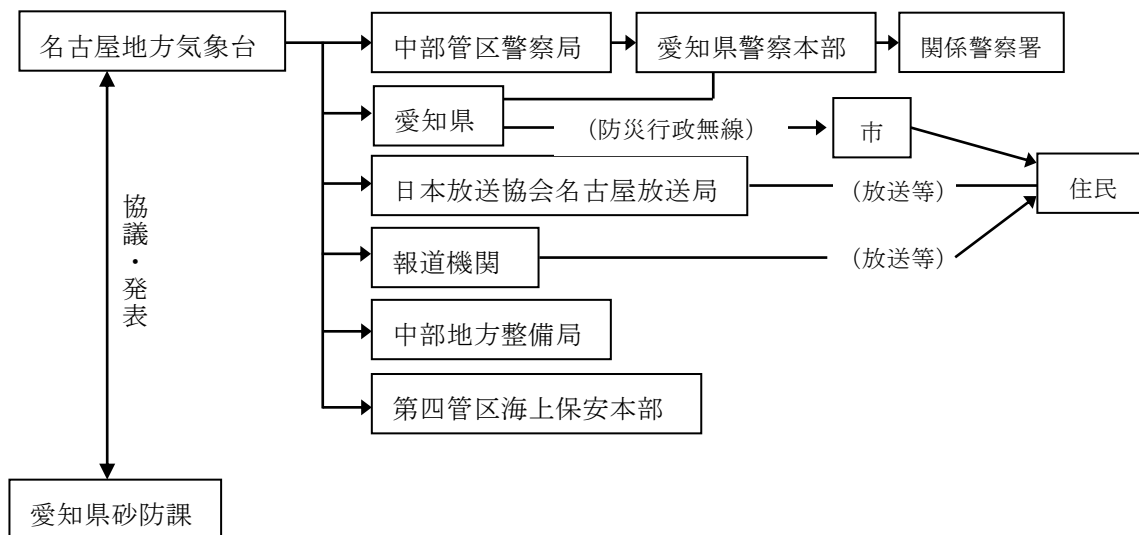 名古屋地方気象台
中部管区警察局
愛知県警察本部
関係警察署
愛知県
（防災行政無線）
市
日本放送協会名古屋放送局
（放送等）
住民
報道機関
（放送等）
中部地方整備局
第四管区海上保安本部
協議・発表
愛知県砂防課